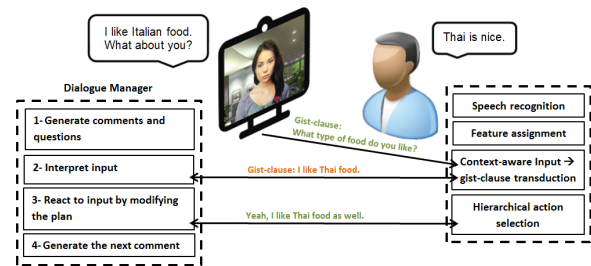 I like Italian food.
What about you?
Thai is nice.
Dialogue Manager
1- Generate comments and
questions
2- Interpret input
3- React to input by modifying
the plan
4- Generate the next comment
Gist-clause:
What type of food do you like?
Gist-clause: I like Thai food.
Yeah, I like Thai food as well.
Speech recognition
Feature assignment
Context-aware Input →
gist-clause transduction
Hierarchical action
selection